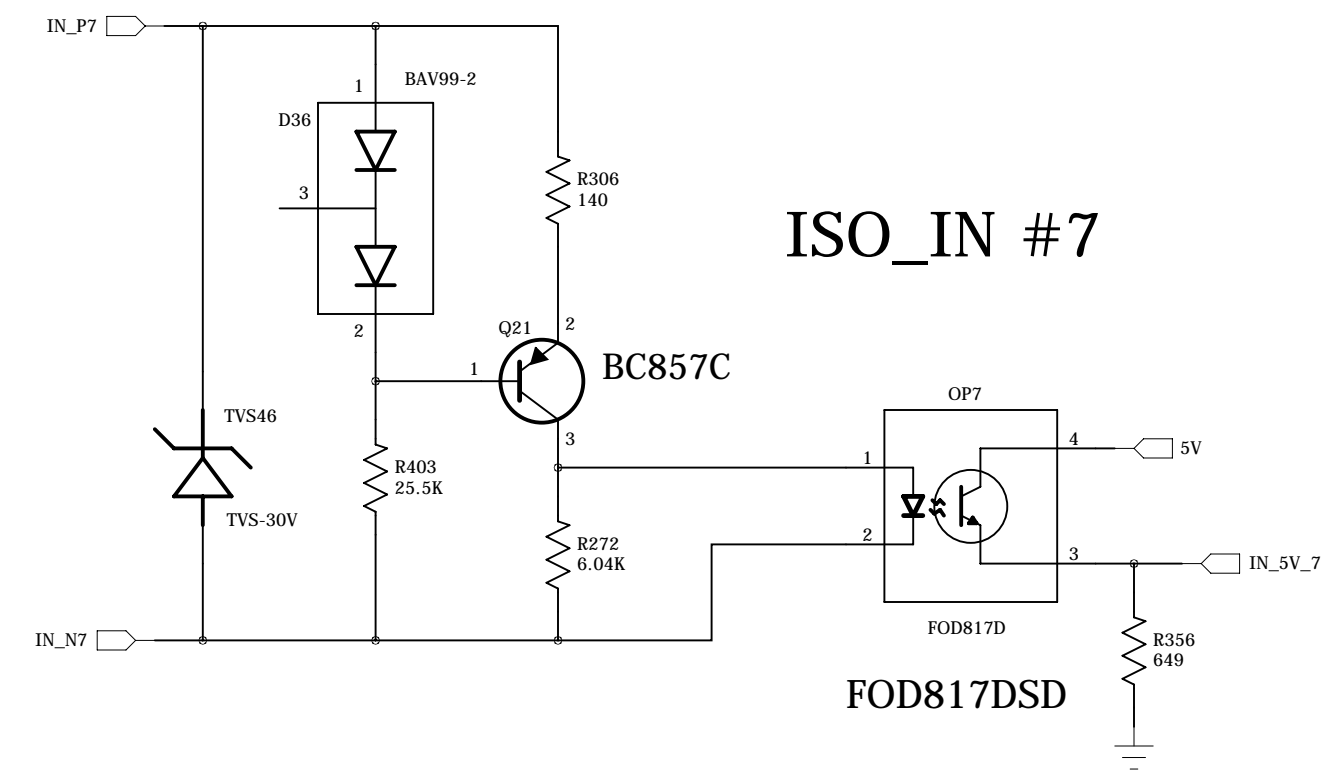 IN_P7
1
BAV99-2
D36
3
R306
140
ISO_IN #7
2
Q21
2
1
BC857C
3
TVS46
TVS-30V
R403
25.5K
R272
6.04K
OP7
1
4
5V
2
3
IN_5V_7
IN_N7
FOD817D
R356
649
FOD817DSD